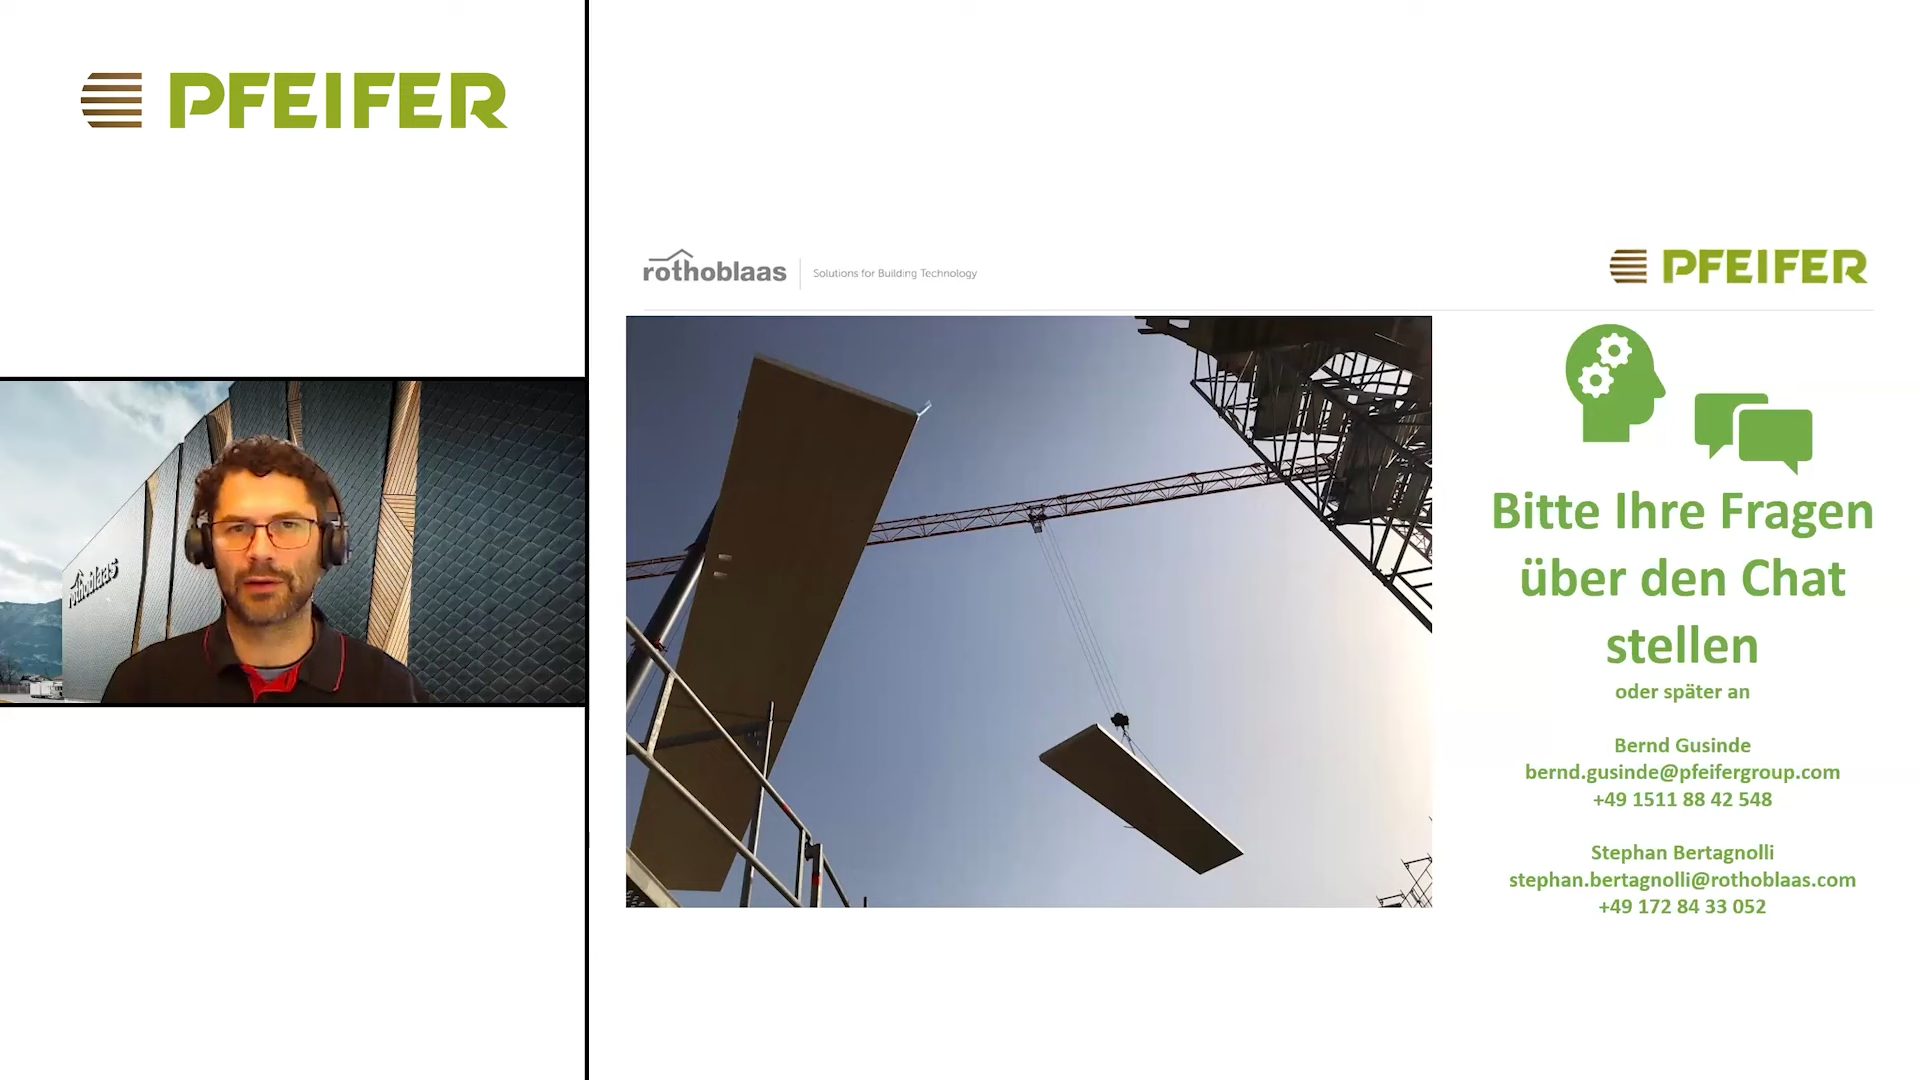 PFEIFER
rothoblaas
rothoblaas
Solutions for Building Technology
PFEIFER
Bitte Ihre Fragen
über den Chat
stellen
oder später an
Bernd Gusinde
bernd.gusinde@pfeifergroup.com
+49 1511 88 42 548
Stephan Bertagnolli
stephan.bertagnolli@rothoblaas.com
+49 172 84 33 052